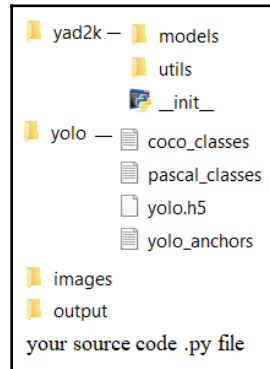 yad2k — models
utils
__init__
yolo — coco_classes
pascal_classes
yolo.h5
yolo_anchors
images
output
your source code .py file